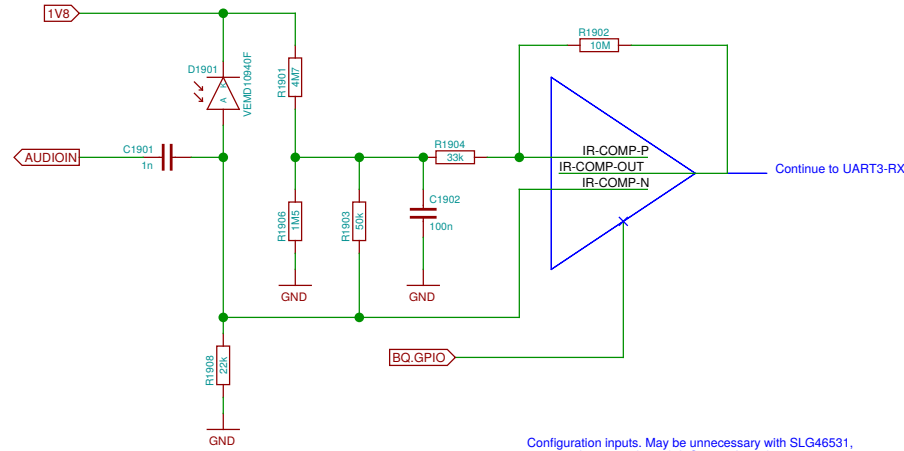 1V8
R1902
10M
D1901
K
A
VEMD10940F
R1901
4M7
AUDIOIN
C1901
1n
R1904
33k
IR-COMP-P
IR-COMP-OUT
IR-COMP-N
Continue to UART3-RX
R1906
1M5
R1903
50k
C1902
100n
GND
GND
BQ.GPIO
R1908
22k
GND
Configuration inputs. May be unnecessary with SLG46531,